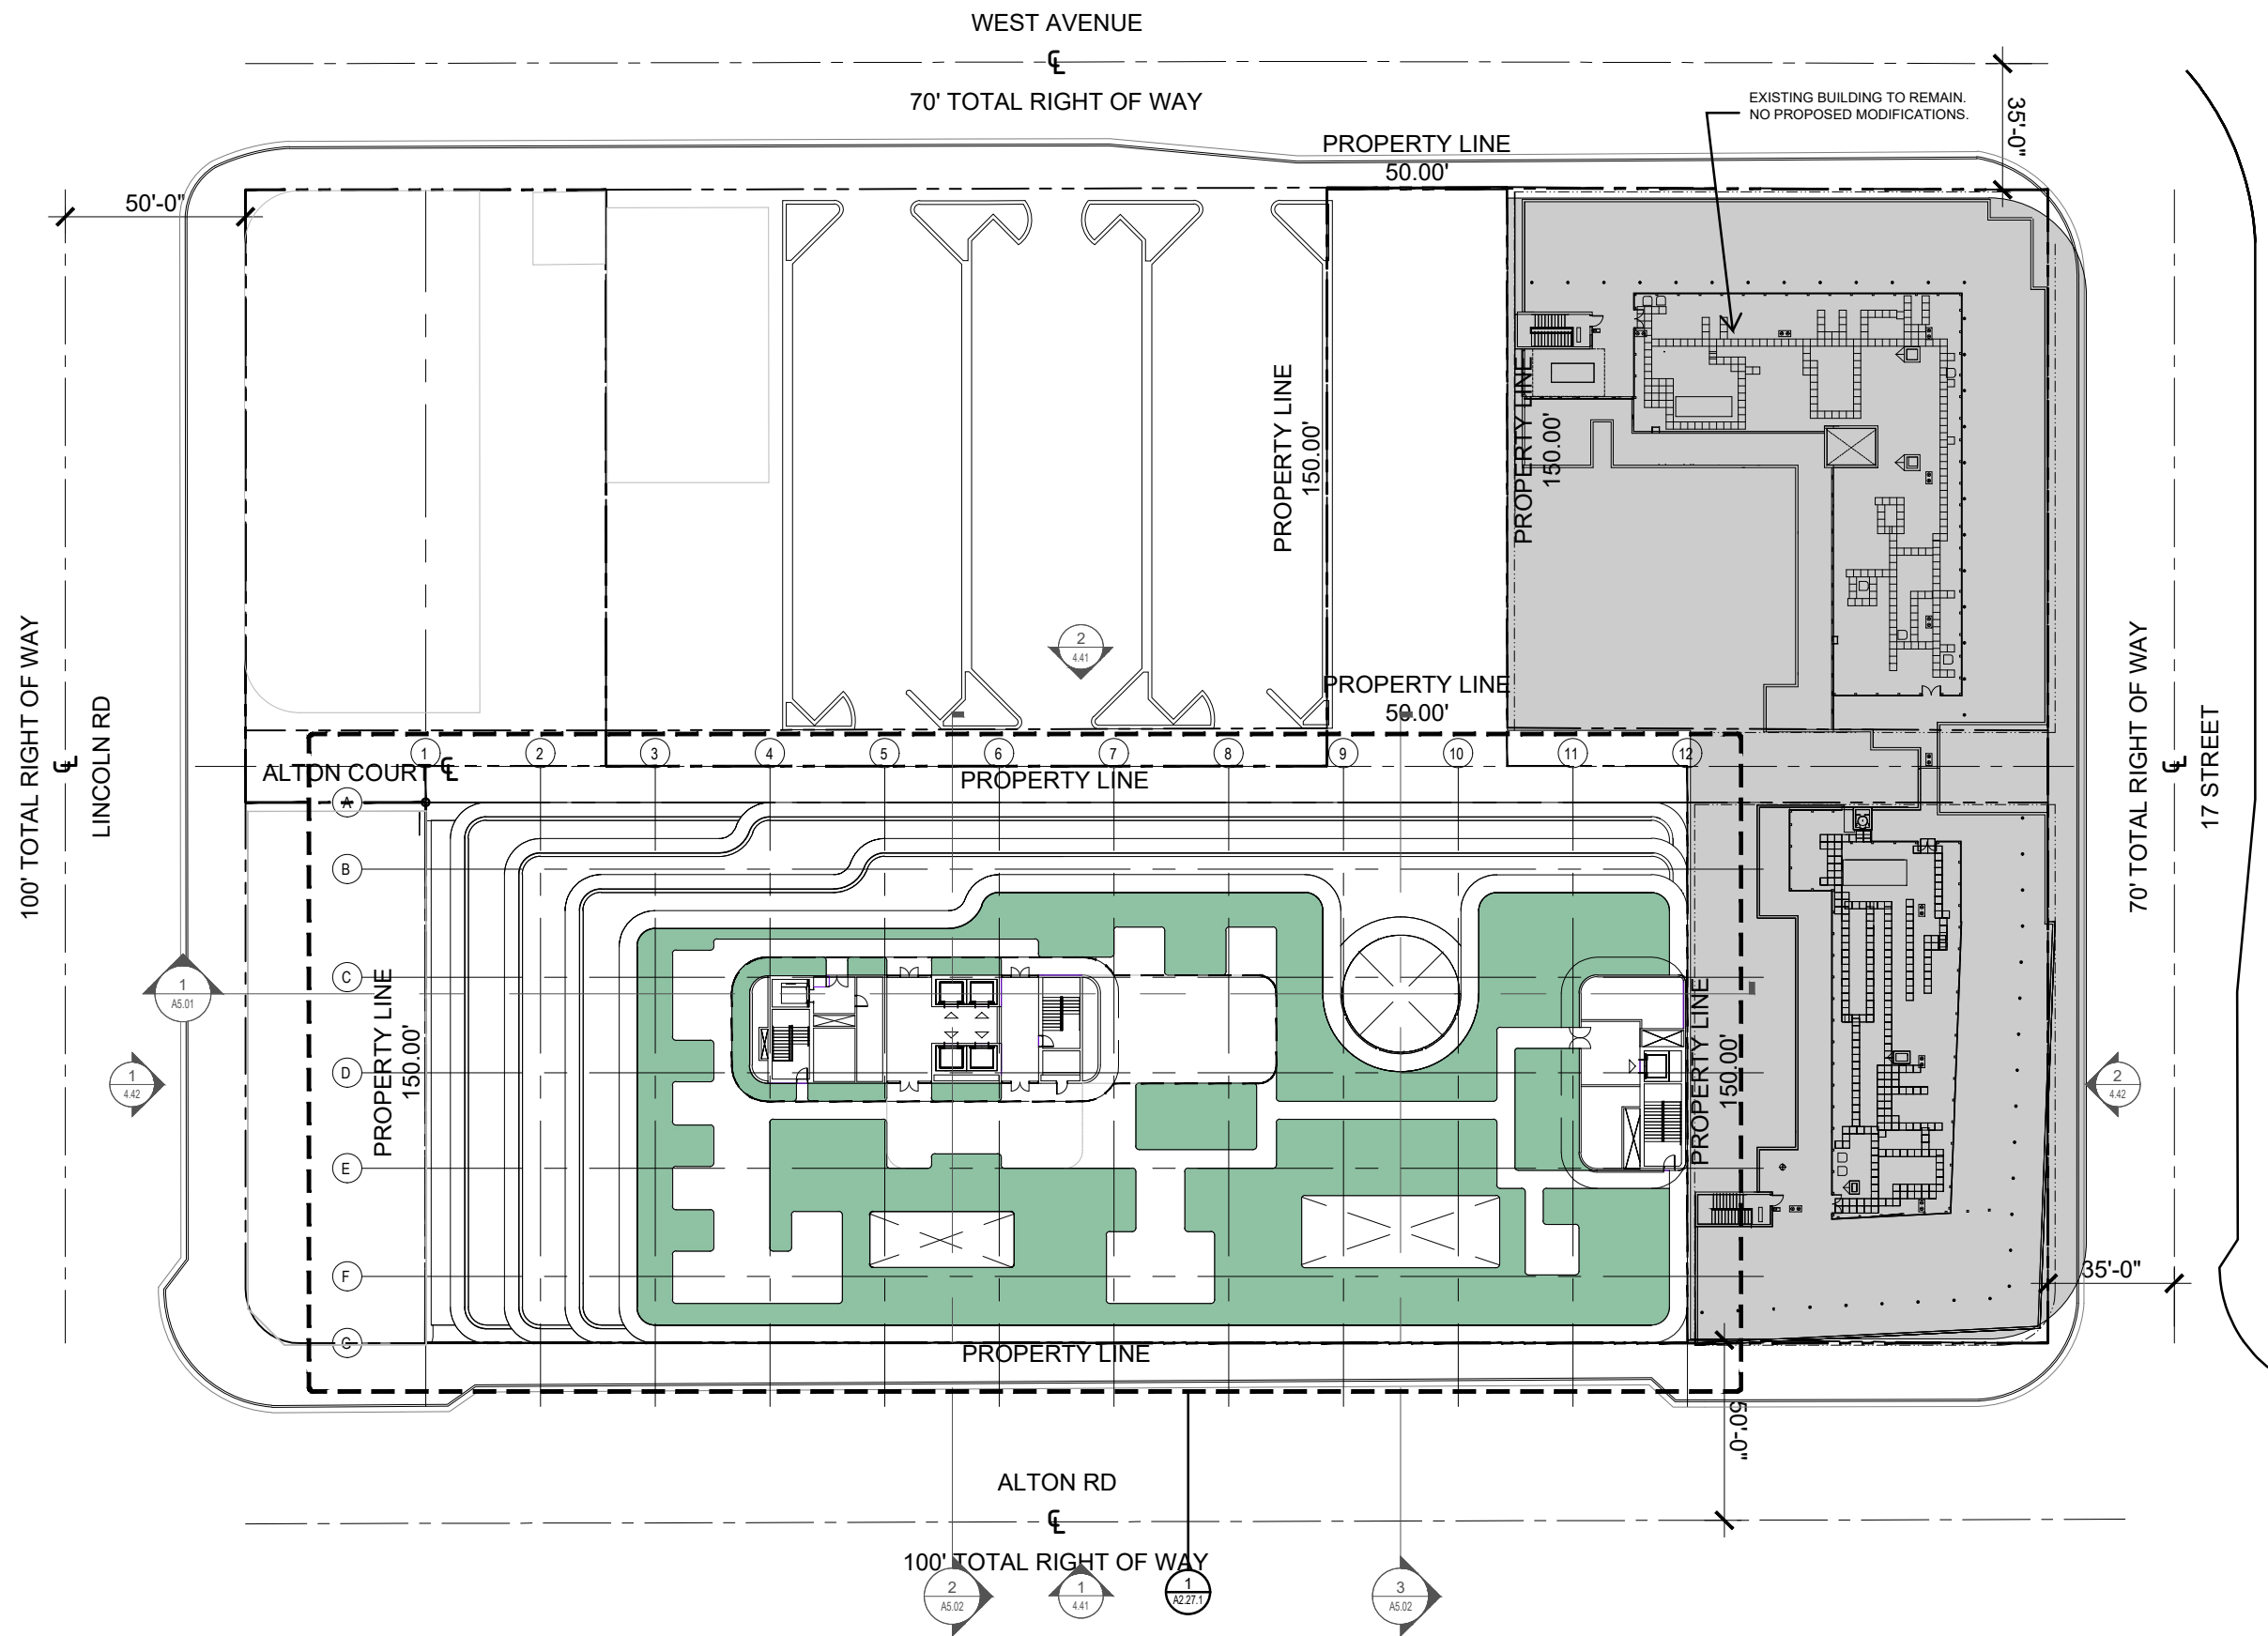 WEST AVENUE
℄
70' TOTAL RIGHT OF WAY
EXISTING BUILDING TO REMAIN.
NO PROPOSED MODIFICATIONS.
35'-0"
PROPERTY LINE
50.00'
50'-0"
PROPERTY LINE
150.00'
PROPERTY LINE
150.00'
100' TOTAL RIGHT OF WAY
℄
LINCOLN RD
70' TOTAL RIGHT OF WAY
℄
17 STREET
2
4.41
PROPERTY LINE
50.00'
1
2
3
4
5
6
7
8
9
10
11
12
ALTON COURT ℄
PROPERTY LINE
A
B
C
D
E
F
G
1
A5.01
1
4.42
PROPERTY LINE
150.00'
PROPERTY LINE
150.00'
2
4.42
35'-0"
PROPERTY LINE
50'-0"
ALTON RD
℄
100' TOTAL RIGHT OF WAY
2
A5.02
1
4.41
1
A2.27.1
3
A5.02